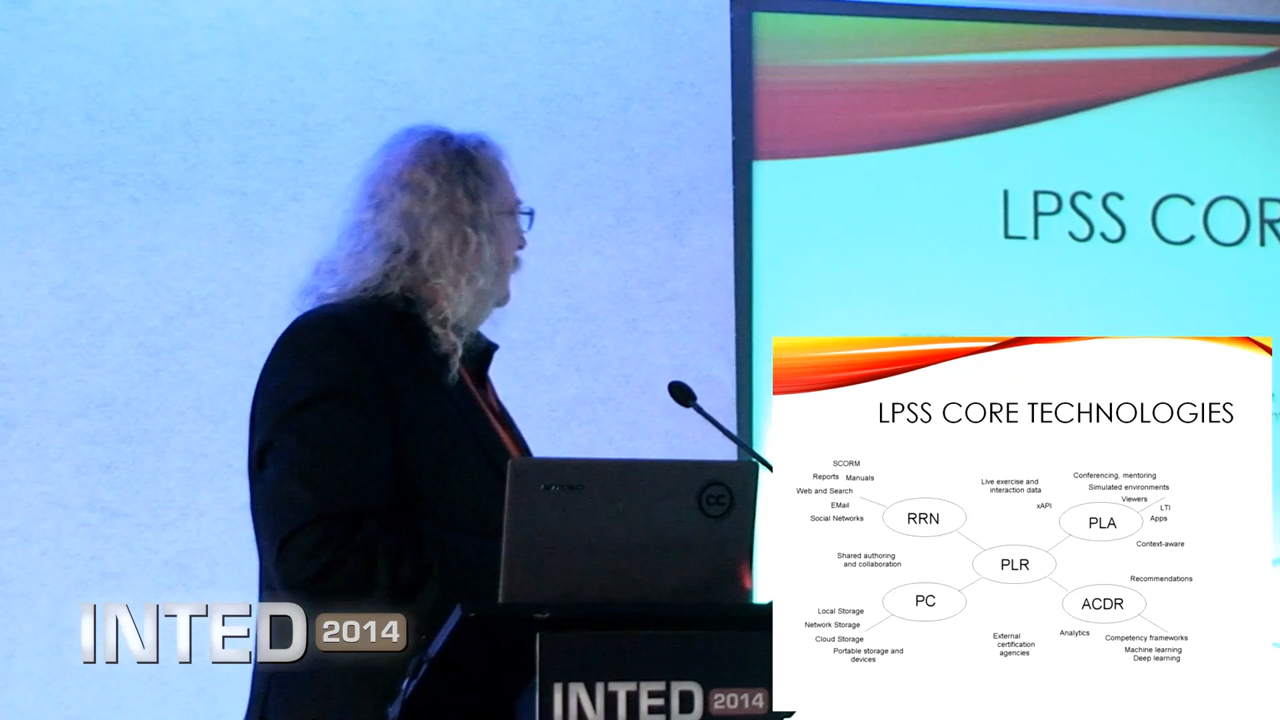 LPSS COR
LPSS CORE TECHNOLOGIES
SCORM
Reports Manuals
Web and Search
EMail
Social Networks
RRN
Live exercise and
interaction data
xAPI
Conferencing, mentoring
Simulated environments
Viewers
LTI
Apps
PLA
Context-aware
Shared authoring
and collaboration
PLR
Recommendations
PC
ACDR
Local Storage
Network Storage
Cloud Storage
Portable storage and
devices
External
certification
agencies
Analytics
Competency frameworks
Machine learning
Deep learning
cc
INTED 2014
INTED 2014